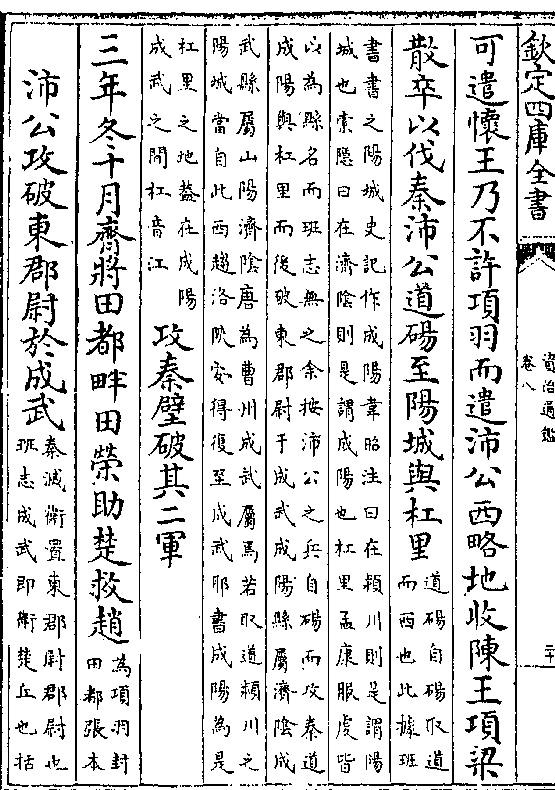 欽定四庫全書
資治通鑑
卷八
二十
可遣懷王乃不許項羽而遣沛公西略地收陳王項梁
散卒以伐秦沛公道碭至陽城與杠里
道碭自碭取道
而西也此據班
書書之陽城史記作成陽韋昭注曰在潁川則是謂陽
城也索隠曰在濟陰則是謂成陽也杠里孟康服䖍皆
以為縣名而班志無之余按沛公之兵自碭而攻秦道
成陽與杠里而後破東郡尉于成武成陽縣屬濟陰成
武縣屬山陽濟陰唐為曹州成武屬焉若取道潁川之
陽城當自此西趨洛陜安得復至成武耶書成陽為是
杠里之地蓋在成陽
成武之間杠音江
攻秦壁破其二軍
三年冬十月齊將田都畔田榮助楚救趙
為項羽封
田都張本
沛公攻破東郡尉於成武
秦滅衛置東郡尉郡尉也
班志成武即衛楚丘也括